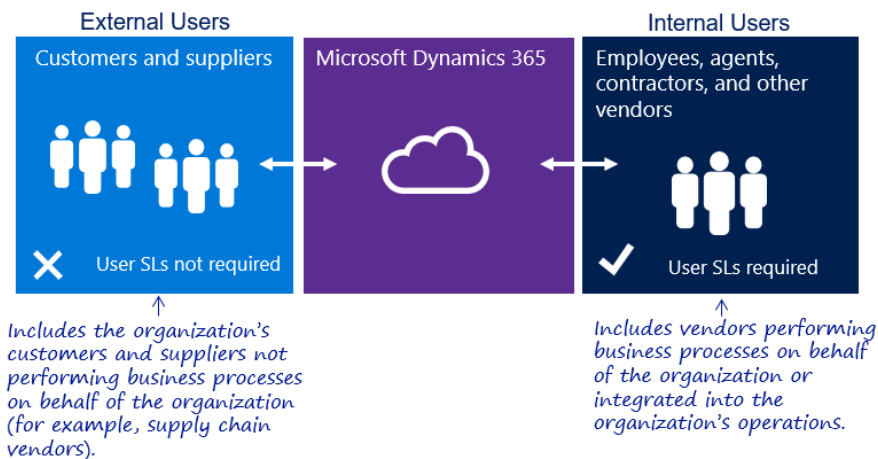 External Users
Customers and suppliers
User SLs not required
Includes the organization's
customers and suppliers not
performing business processes
on behalf of the organization
(for example, supply chain
vendors).
Microsoft Dynamics 365
Internal Users
Employees, agents,
contractors, and other
vendors
User SLs required
Includes vendors performing
business processes on behalf
of the organization or
integrated into the
organization's operations.